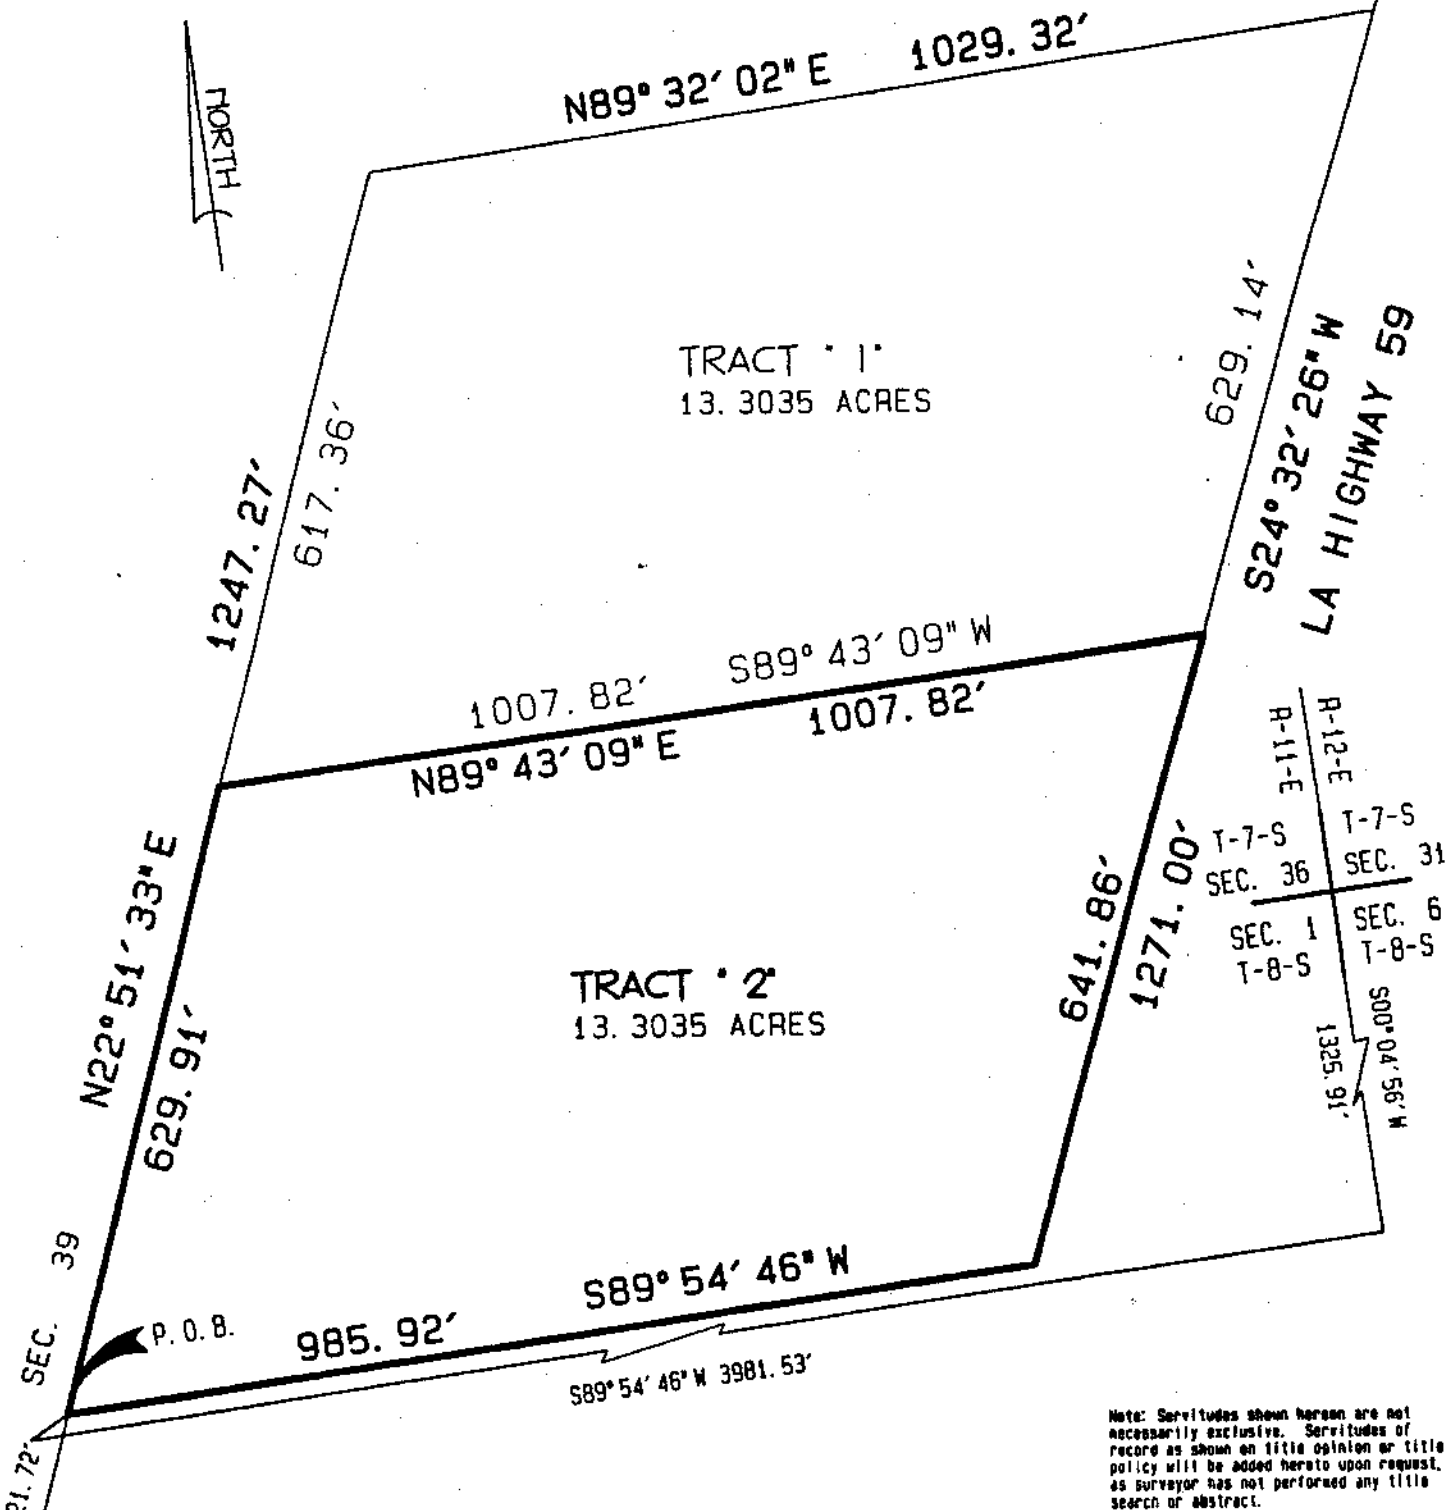 NORTH
N89° 32′ 02" E 1029. 32′
TRACT " 1"
13. 3035 ACRES
1247. 27′
617. 36′
629. 14′
S24° 32′ 26" W
LA HIGHWAY 59
1007. 82′ S89° 43′ 09" W
N89° 43′ 09" E 1007. 82′
N22° 51′ 33" E
629. 91′
TRACT " 2"
13. 3035 ACRES
641. 86′
1271. 00′
R-11-E
R-12-E
T-7-S
SEC. 36
T-7-S
SEC. 31
SEC. 1
T-8-S
SEC. 6
T-8-S
S00° 04′ 56′ W
1325. 91′
SEC. 39
P. O. B.
985. 92′ S89° 54′ 46" W
S89° 54′ 46" W 3981. 53′
21. 72′
Note: Servitudes shown hereon are not
necessarily exclusive. Servitudes of
record as shown on title opinion or title
policy will be added hereto upon request,
as surveyor has not performed any title
search or abstract.